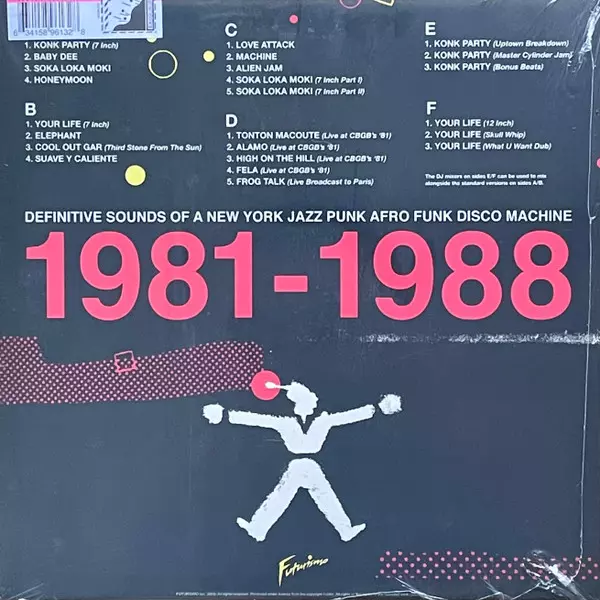 6 34158 96132 8
1. KONK PARTY (7 Inch)
2. BABY DEE
3. SOKA LOKA MOKI
4. HONEYMOON
B
1. YOUR LIFE (7 Inch)
2. ELEPHANT
3. COOL OUT GAR (Third Stone From The Sun)
4. SUAVE Y CALIENTE
C
1. LOVE ATTACK
2. MACHINE
3. ALIEN JAM
4. SOKA LOKA MOKI (7 Inch Part I)
5. SOKA LOKA MOKI (7 Inch Part II)
D
1. TONTON MACOUTE (Live at CBGB's '81)
2. ALAMO (Live at CBGB's '81)
3. HIGH ON THE HILL (Live at CBGB's '81)
4. FELA (Live at CBGB's '81)
5. FROG TALK (Live Broadcast to Paris)
E
1. KONK PARTY (Uptown Breakdown)
2. KONK PARTY (Master Cylinder Jam)
3. KONK PARTY (Bonus Beats)
F
1. YOUR LIFE (12 Inch)
2. YOUR LIFE (Skull Whip)
3. YOUR LIFE (What U Want Dub)
The DJ mixers on sides E/F can be used to mix
alongside the standard versions on sides A/B.
DEFINITIVE SOUNDS OF A NEW YORK JAZZ PUNK AFRO FUNK DISCO MACHINE
1981-1988
Futurismo